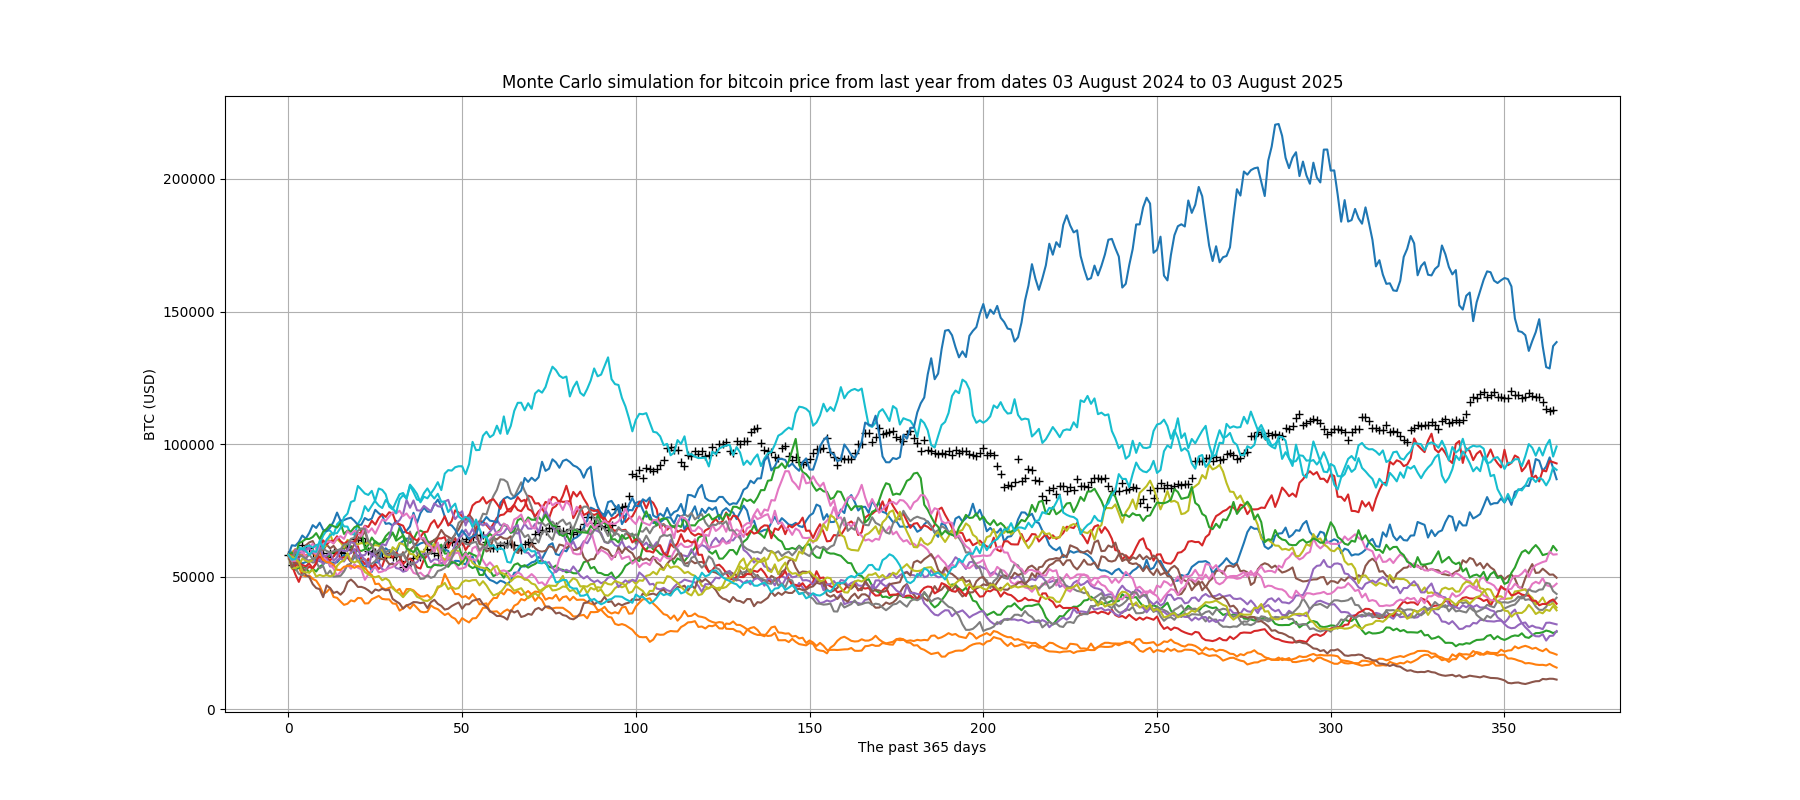 Monte Carlo simulation for bitcoin price from last year from dates 03 August 2024 to 03 August 2025
200000
150000
100000
50000
0
BTC (USD)
0 50 100 150 200 250 300 350
The past 365 days